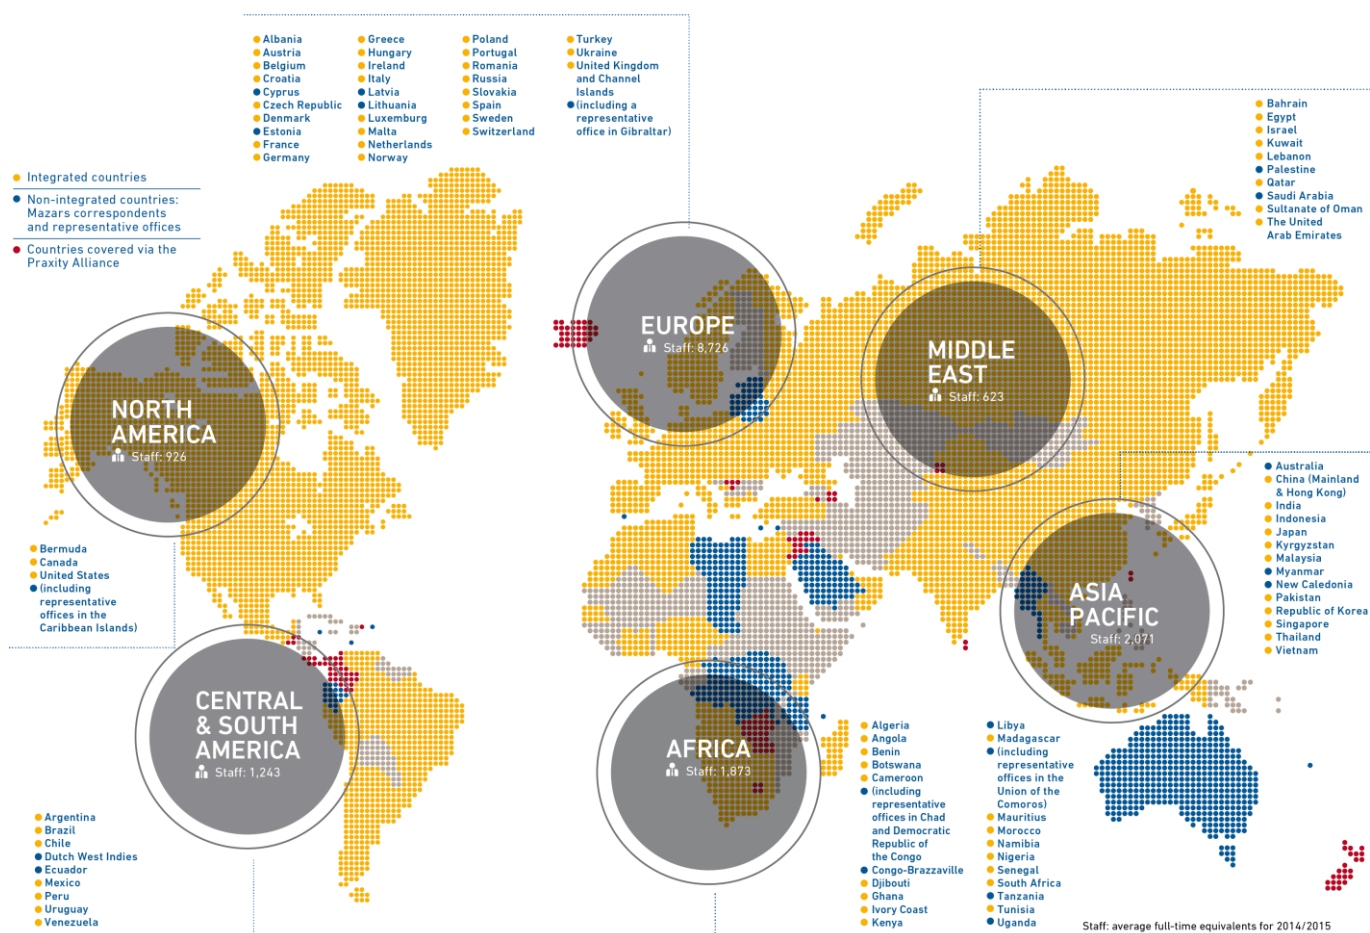 Albania
Austria
Belgium
Croatia
Cyprus
Czech Republic
Denmark
Estonia
France
Germany
Greece
Hungary
Ireland
Italy
Latvia
Lithuania
Luxemburg
Malta
Netherlands
Norway
Poland
Portugal
Romania
Russia
Slovakia
Spain
Sweden
Switzerland
Turkey
Ukraine
United Kingdom
and Channel
Islands
(including a
representative
office in Gibraltar)
Bahrain
Egypt
Israel
Kuwait
Lebanon
Palestine
Qatar
Saudi Arabia
Sultanate of Oman
The United
Arab Emirates
Integrated countries
Non-integrated countries:
Mazars correspondents
and representative offices
Countries covered via the
Praxity Alliance
EUROPE
Staff: 8,726
MIDDLE
EAST
Staff: 623
NORTH
AMERICA
Staff: 926
Bermuda
Canada
United States
(including
representative
offices in the
Caribbean Islands)
Australia
China (Mainland
& Hong Kong)
India
Indonesia
Japan
Kyrgyzstan
Malaysia
Myanmar
New Caledonia
Pakistan
Republic of Korea
Singapore
Thailand
Vietnam
ASIA
PACIFIC
Staff: 2,071
CENTRAL
& SOUTH
AMERICA
Staff: 1,243
AFRICA
Staff: 1,873
Argentina
Brazil
Chile
Dutch West Indies
Ecuador
Mexico
Peru
Uruguay
Venezuela
Algeria
Angola
Benin
Botswana
Cameroon
(including
representative
offices in Chad
and Democratic
Republic of
the Congo
Congo-Brazzaville
Djibouti
Ghana
Ivory Coast
Kenya
Libya
Madagascar
(including
representative
offices in the
Union of the
Comoros)
Mauritius
Morocco
Namibia
Nigeria
Senegal
South Africa
Tanzania
Tunisia
Uganda
Staff: average full-time equivalents for 2014/2015